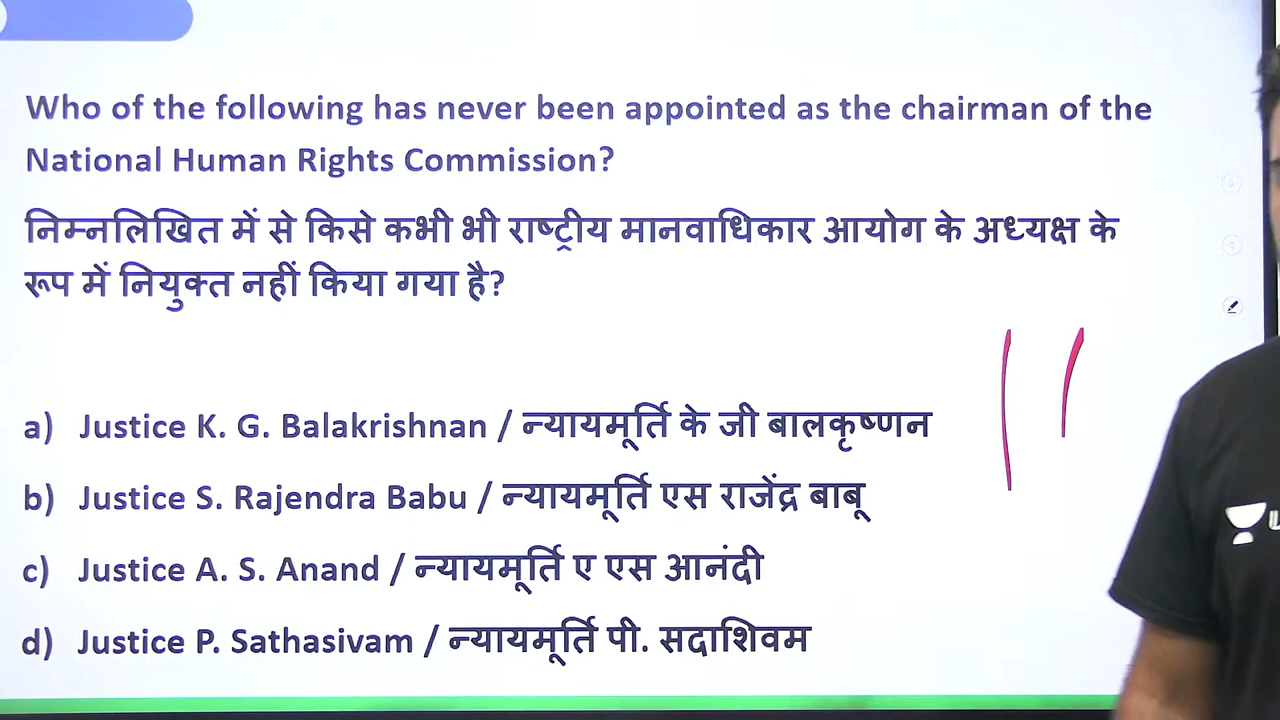 Who of the following has never been appointed as the chairman of the
National Human Rights Commission?
निम्नलिखित में से किसे कभी भी राष्ट्रीय मानवाधिकार आयोग के अध्यक्ष के
रूप में नियुक्त नहीं किया गया है?
a) Justice K. G. Balakrishnan / न्यायमूर्ति के जी बालकृष्णन
b) Justice S. Rajendra Babu / न्यायमूर्ति एस राजेंद्र बाबू
c) Justice A. S. Anand / न्यायमूर्ति ए एस आनंदी
d) Justice P. Sathasivam / न्यायमूर्ति पी. सदाशिवम